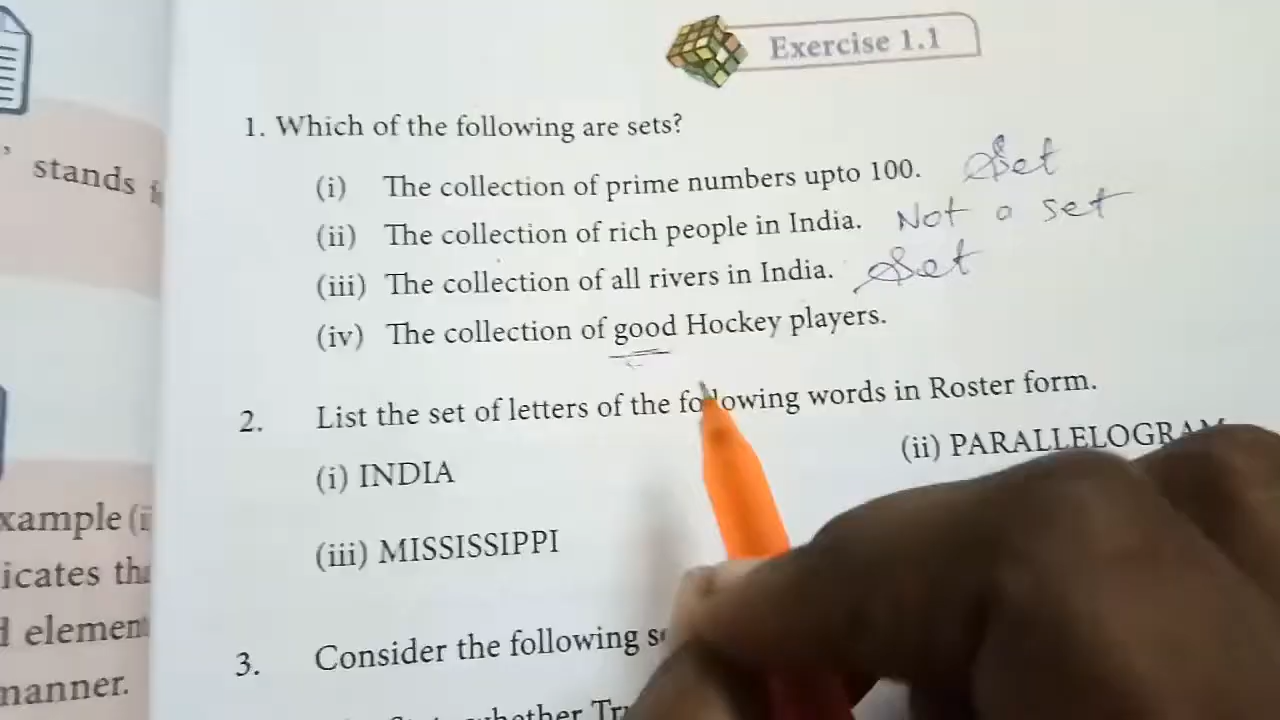 Exercise 1.1
' stands
1. Which of the following are sets?
(i) The collection of prime numbers upto 100. Set
(ii) The collection of rich people in India. Not a set
(iii) The collection of all rivers in India. Set
(iv) The collection of good Hockey players.
2. List the set of letters of the following words in Roster form.
(i) INDIA (ii) PARALLELOGRAM
(iii) MISSISSIPPI
xample (i
icates th
d element
manner.
3. Consider the following
whether